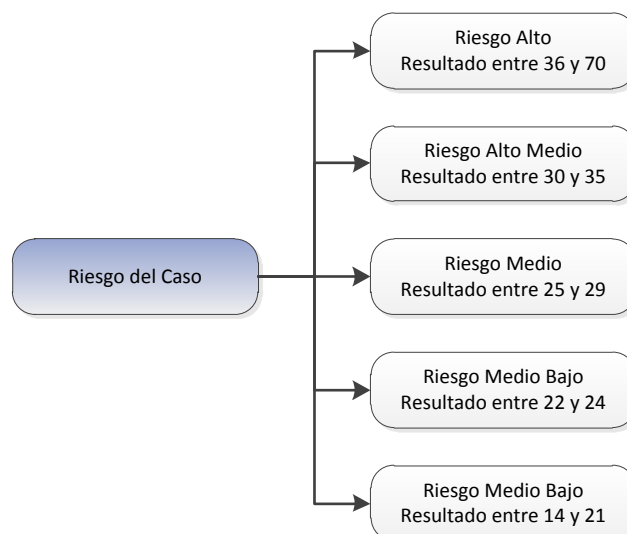 Riesgo Alto
Resultado entre 36 y 70
Riesgo Alto Medio
Resultado entre 30 y 35
Riesgo del Caso
Riesgo Medio
Resultado entre 25 y 29
Riesgo Medio Bajo
Resultado entre 22 y 24
Riesgo Medio Bajo
Resultado entre 14 y 21